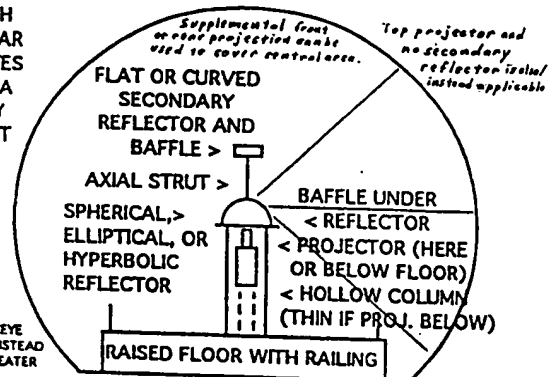 Supplemental front
or rear projection can be
used to cover central area.
Top projector and
no secondary
reflector is also
instead applicable
H
AR
ES
A
Y
T
FLAT OR CURVED
SECONDARY
REFLECTOR AND
BAFFLE >
AXIAL STRUT >
SPHERICAL,>
ELLIPTICAL, OR
HYPERBOLIC
REFLECTOR
BAFFLE UNDER
< REFLECTOR
< PROJECTOR (HERE
OR BELOW FLOOR)
< HOLLOW COLUMN
(THIN IF PROJ. BELOW)
EYE
NSTEAD
EATER
RAISED FLOOR WITH RAILING